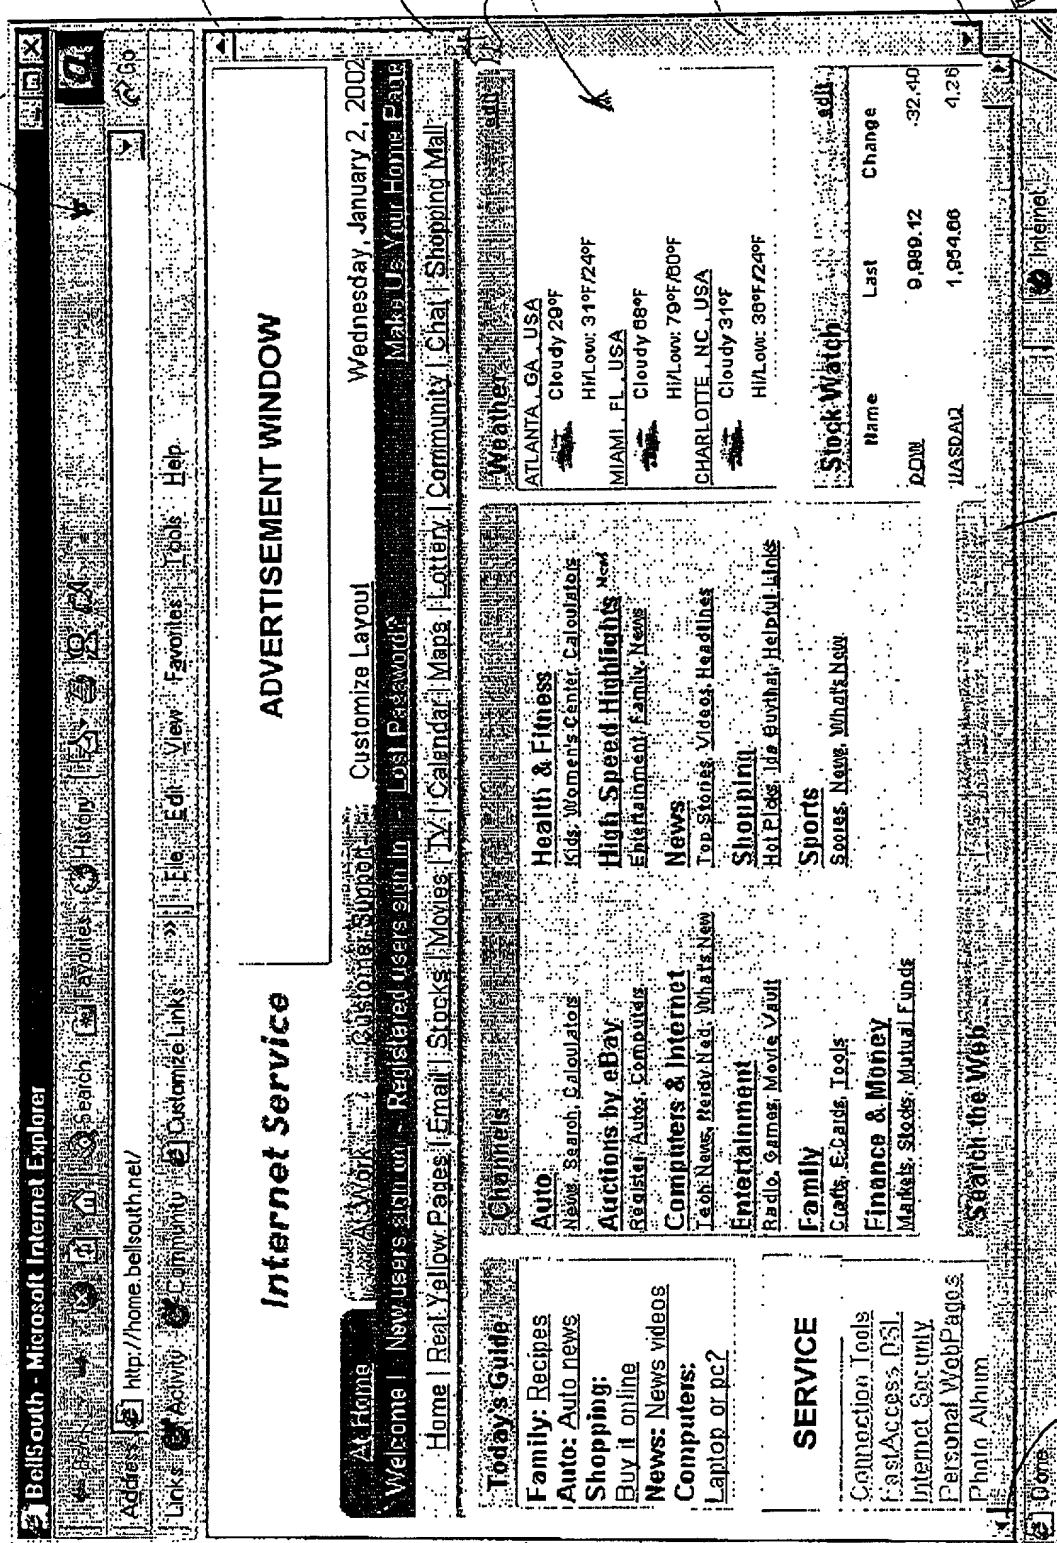 BellSouth - Microsoft Internet Explorer
Back Search Favorites History
Address http://home.bellsouth.net/ Go
Links Activity Community Community Customize Links » File Edit View Favorites Tools Help
Internet Service
ADVERTISEMENT WINDOW
At Home At Work Customer Support Customize Layout Wednesday, January 2, 2002
Welcome | New users sign up - Registered users sign in - Lost Password? Make Us Your Home Page
Home | Real Yellow Pages | Email | Stocks | Movies | TV | Calendar | Maps | Lottery | Community | Chat | Shopping Mall
Today's Guide
Family: Recipes
Auto: Auto news
Shopping:
Buy it online
News: News videos
Computers:
Laptop or pc?
SERVICE
Connection Tools
FastAccess DSL
Internet Security
Personal WebPages
Photo Album
Channels
Auto
News, Search, Calculators
Auctions by eBay
Register, Autos, Computers
Computers & Internet
Tech News, Nerdy Ned, Whats New
Entertainment
Radio, Games, Movie Vault
Family
Crafts, E-Cards, Tools
Finance & Money
Markets, Stocks, Mutual Funds
Health & Fitness
Kids, Women's Center, Calculators
High Speed Highlights New!
Entertainment, Family, News
News
Top Stories, Videos, Headlines
Shopping
Hot Picks, Ida Buythat, Helpful Links
Sports
Scores, News, Whats New
Search the Web
Weather edit
ATLANTA, GA, USA
Cloudy 29°F
Hi/Low: 31°F/24°F
MIAMI, FL, USA
Cloudy 68°F
Hi/Low: 79°F/60°F
CHARLOTTE, NC, USA
Cloudy 31°F
Hi/Low: 36°F/24°F
Stock Watch edit
Name Last Change
DOW 9,989.12 -32.40
NASDAQ 1,954.66 4.26
Done Internet